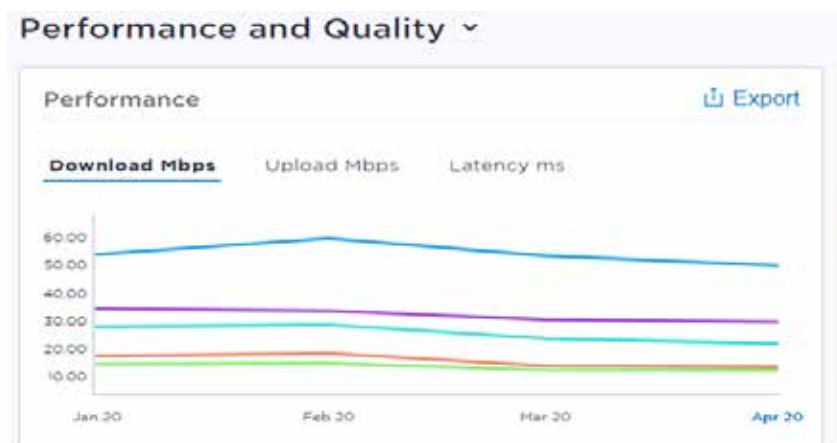 Performance and Quality
Performance
Export
Download Mbps Upload Mbps Latency ms
60.00
50.00
40.00
30.00
20.00
10.00
Jan 20 Feb 20 Mar 20 Apr 20